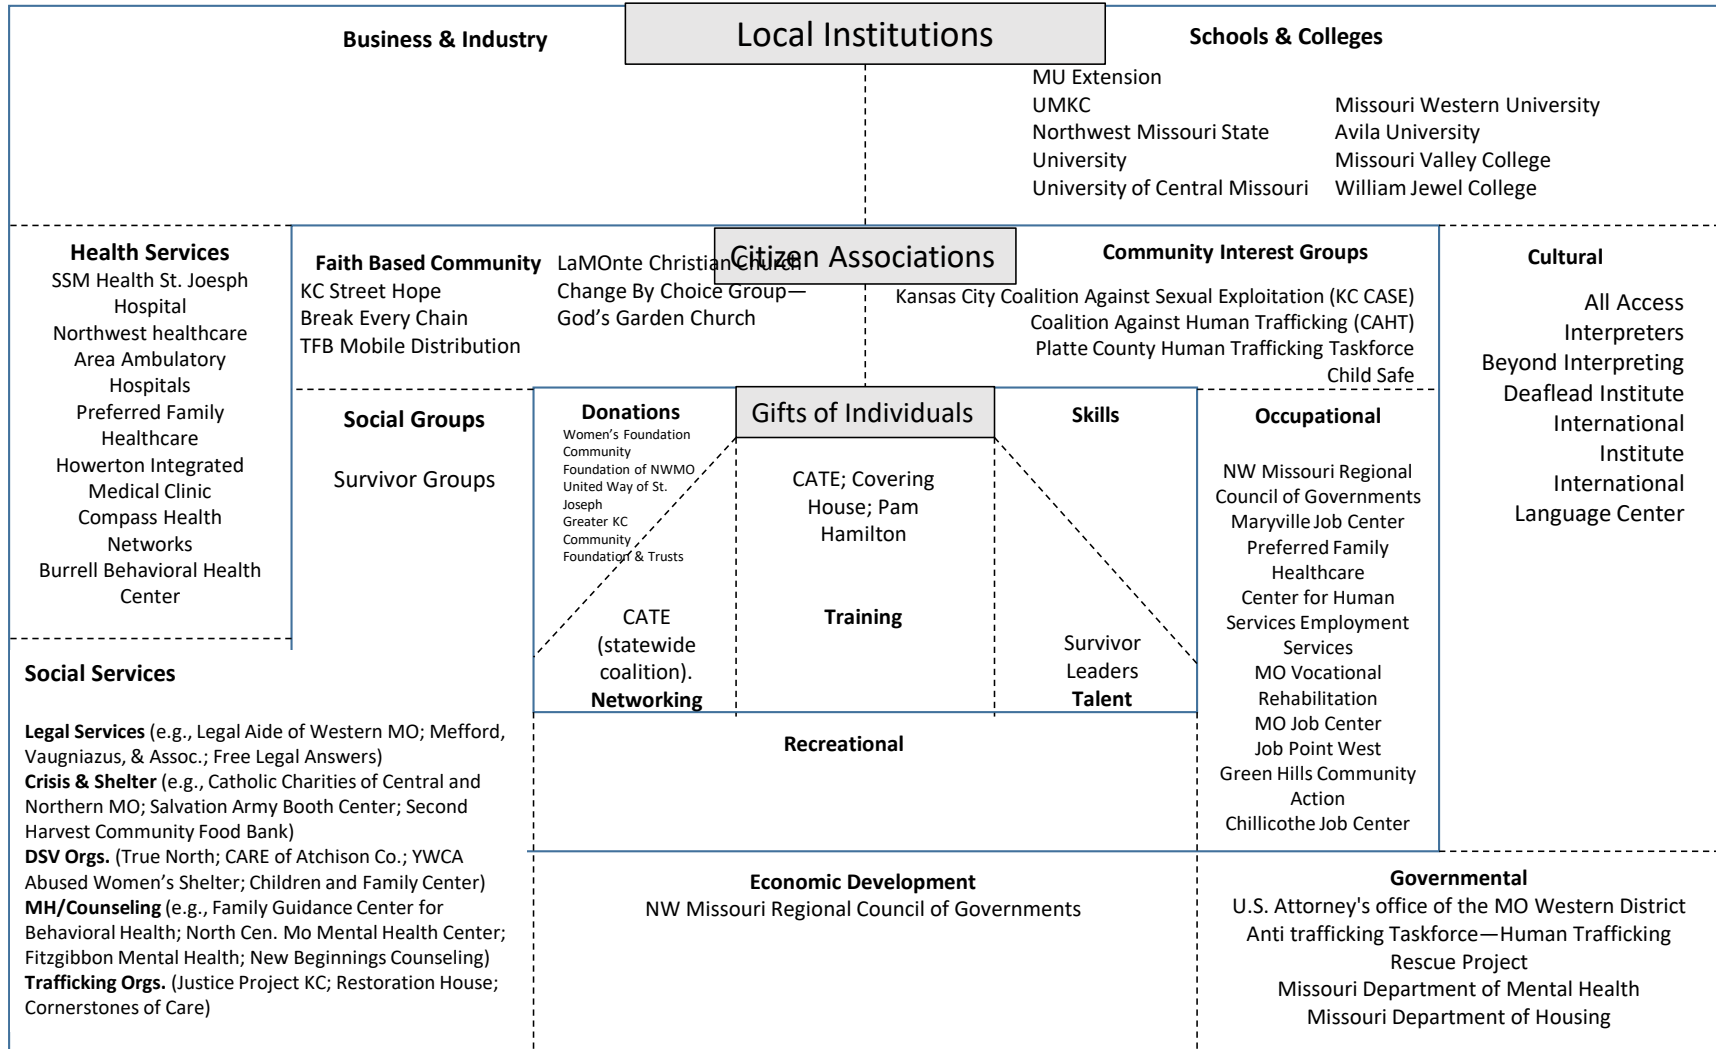 Local Institutions
Business & Industry
Schools & Colleges
MU Extension
UMKC
Northwest Missouri State
University
University of Central Missouri
Missouri Western University
Avila University
Missouri Valley College
William Jewel College
Health Services
SSM Health St. Joesph
Hospital
Northwest healthcare
Area Ambulatory
Hospitals
Preferred Family
Healthcare
Howerton Integrated
Medical Clinic
Compass Health
Networks
Burrell Behavioral Health
Center
Citizen Associations
Faith Based Community
KC Street Hope
Break Every Chain
TFB Mobile Distribution
LaMOnte Christian Church
Change By Choice Group—
God’s Garden Church
Community Interest Groups
Kansas City Coalition Against Sexual Exploitation (KC CASE)
Coalition Against Human Trafficking (CAHT)
Platte County Human Trafficking Taskforce
Child Safe
Cultural
All Access
Interpreters
Beyond Interpreting
Deaflead Institute
International
Institute
International
Language Center
Social Groups
Survivor Groups
Gifts of Individuals
Donations
Women’s Foundation
Community
Foundation of NWMO
United Way of St.
Joseph
Greater KC
Community
Foundation & Trusts
CATE; Covering
House; Pam
Hamilton
Training
Skills
CATE
(statewide
coalition).
Networking
Survivor
Leaders
Talent
Occupational
NW Missouri Regional
Council of Governments
Maryville Job Center
Preferred Family
Healthcare
Center for Human
Services Employment
Services
MO Vocational
Rehabilitation
MO Job Center
Job Point West
Green Hills Community
Action
Chillicothe Job Center
Social Services
Legal Services (e.g., Legal Aide of Western MO; Mefford,
Vaugniazus, & Assoc.; Free Legal Answers)
Crisis & Shelter (e.g., Catholic Charities of Central and
Northern MO; Salvation Army Booth Center; Second
Harvest Community Food Bank)
DSV Orgs. (True North; CARE of Atchison Co.; YWCA
Abused Women’s Shelter; Children and Family Center)
MH/Counseling (e.g., Family Guidance Center for
Behavioral Health; North Cen. Mo Mental Health Center;
Fitzgibbon Mental Health; New Beginnings Counseling)
Trafficking Orgs. (Justice Project KC; Restoration House;
Cornerstones of Care)
Recreational
Economic Development
NW Missouri Regional Council of Governments
Governmental
U.S. Attorney's office of the MO Western District
Anti trafficking Taskforce—Human Trafficking
Rescue Project
Missouri Department of Mental Health
Missouri Department of Housing